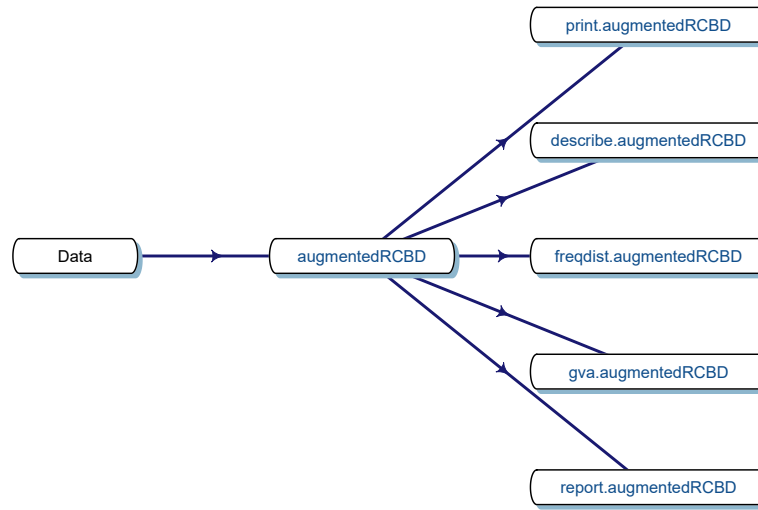 print.augmentedRCBD
describe.augmentedRCBD
Data
augmentedRCBD
freqdist.augmentedRCBD
gva.augmentedRCBD
report.augmentedRCBD